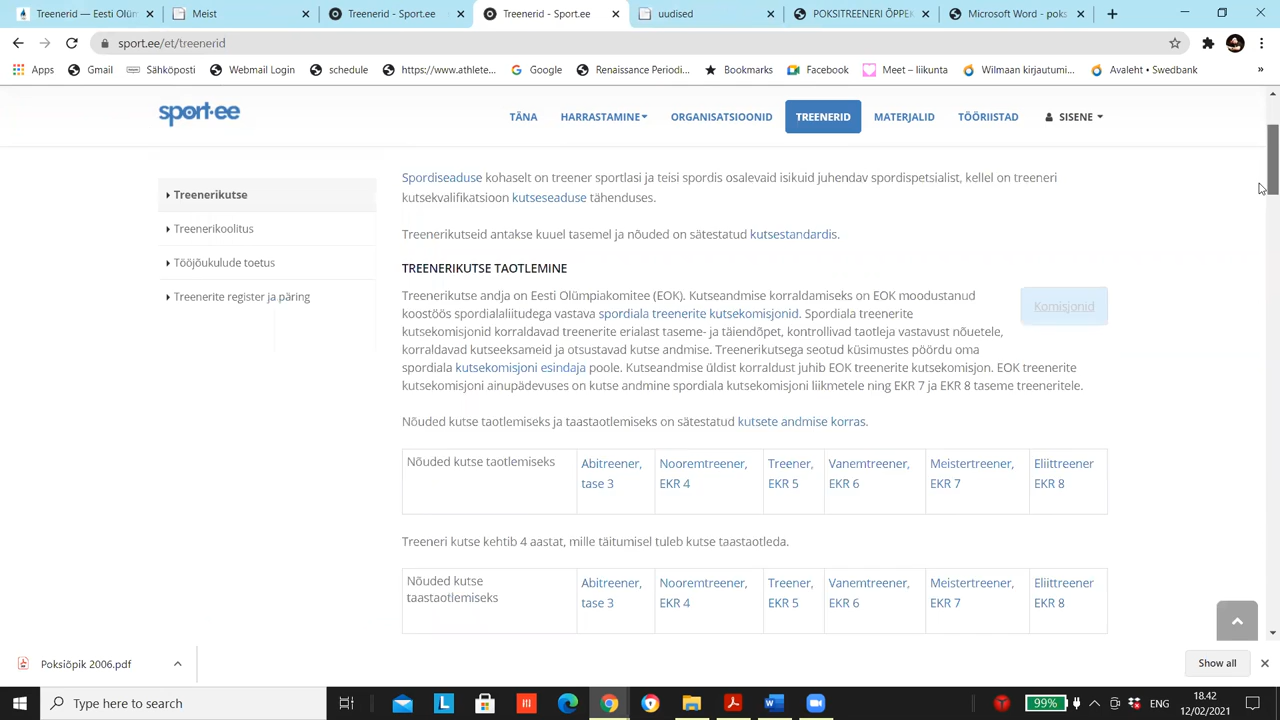 Treenerid — Eesti Olüm
Meist
Treenerid - Sport.ee
Treenerid - Sport.ee
uudised
POKSITREENERI ÕPPEK
Microsoft Word - poks
sport.ee/et/treenerid
Apps
Gmail
Sähköposti
Webmail Login
schedule
https://www.athlete...
Google
Renaissance Periodi...
Bookmarks
Facebook
Meet – liikunta
Wilmaan kirjautumi...
Avaleht • Swedbank
»
sport·ee
TÄNA
HARRASTAMINE
ORGANISATSIOONID
TREENERID
MATERJALID
TÖÖRIISTAD
SISENE
Treenerikutse
Treenerikoolitus
Tööjõukulude toetus
Treenerite register ja päring
Spordiseaduse kohaselt on treener sportlasi ja teisi spordis osalevaid isikuid juhendav spordispetsialist, kellel on treeneri
kutsekvalifikatsioon kutseseaduse tähenduses.
Treenerikutseid antakse kuuel tasemel ja nõuded on sätestatud kutsestandardis.
TREENERIKUTSE TAOTLEMINE
Treenerikutse andja on Eesti Olümpiakomitee (EOK). Kutseandmise korraldamiseks on EOK moodustanud
koostöös spordialaliitudega vastava spordiala treenerite kutsekomisjonid. Spordiala treenerite
kutsekomisjonid korraldavad treenerite erialast taseme- ja täiendõpet, kontrollivad taotleja vastavust nõuetele,
korraldavad kutseeksameid ja otsustavad kutse andmise. Treenerikutsega seotud küsimustes pöördu oma
spordiala kutsekomisjoni esindaja poole. Kutseandmise üldist korraldust juhib EOK treenerite kutsekomisjon. EOK treenerite
kutsekomisjoni ainupädevuses on kutse andmine spordiala kutsekomisjoni liikmetele ning EKR 7 ja EKR 8 taseme treeneritele.
Komisjonid
Nõuded kutse taotlemiseks ja taastaotlemiseks on sätestatud kutsete andmise korras.
Nõuded kutse taotlemiseks
Abitreener,
tase 3
Nooremtreener,
EKR 4
Treener,
EKR 5
Vanemtreener,
EKR 6
Meistertreener,
EKR 7
Eliittreener
EKR 8
Treeneri kutse kehtib 4 aastat, mille täitumisel tuleb kutse taastaotleda.
Nõuded kutse
taastaotlemiseks
Abitreener,
tase 3
Nooremtreener,
EKR 4
Treener,
EKR 5
Vanemtreener,
EKR 6
Meistertreener,
EKR 7
Eliittreener
EKR 8
Poksiõpik 2006.pdf
Show all
Type here to search
99%
ENG
18.42
12/02/2021